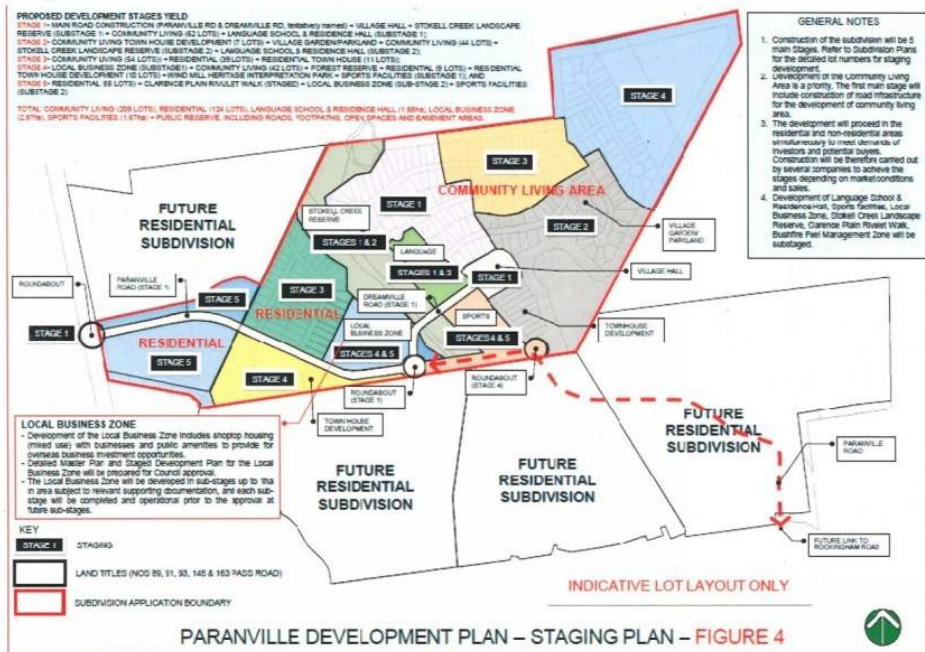 PROPOSED DEVELOPMENT STAGES YIELD
STAGE 1- MAIN ROAD CONSTRUCTION (PARANVILLE RD & DREAMVILLE RD, tentatively named) + VILLAGE HALL + STOKELL CREEK LANDSCAPE
RESERVE (SUBSTAGE 1) + COMMUNITY LIVING (62 LOTS) + LANGUAGE SCHOOL & RESIDENCE HALL (SUBSTAGE 1);
STAGE 2- COMMUNITY LIVING TOWN HOUSE DEVELOPMENT (7 LOTS) + VILLAGE GARDEN/PARKLAND + COMMUNITY LIVING (44 LOTS) +
STOKELL CREEK LANDSCAPE RESERVE (SUBSTAGE 2) + LANGUAGE SCHOOL & RESIDENCE HALL (SUBSTAGE 2);
STAGE 3- COMMUNITY LIVING (54 LOTS) + RESIDENTIAL (39 LOTS) + RESIDENTIAL TOWN HOUSE (11 LOTS);
STAGE 4- LOCAL BUSINESS ZONE (SUBSTAGE 1) + COMMUNITY LIVING (42 LOTS) + FOREST RESERVE + RESIDENTIAL (9 LOTS) + RESIDENTIAL
TOWN HOUSE DEVELOPMENT (10 LOTS) + WIND MILL HERITAGE INTERPRETATION PARK + SPORTS FACILITIES (SUBSTAGE 1); AND
STAGE 5- RESIDENTIAL 55 LOTS) + CLARENCE PLAIN RIVULET WALK (STAGED) + LOCAL BUSINESS (SUB-STAGE 2) + SPORTS FACILITIES
(SUBSTAGE 2)
TOTAL: COMMUNITY LIVING (209 LOTS), RESIDENTIAL (124 LOTS), LANGUAGE SCHOOL & RESIDENCE HALL (1.98ha), LOCAL BUSINESS ZONE
(2.87ha), SPORTS FACILITIES (1.67ha) + PUBLIC RESERVE, INCLUDING ROADS, FOOTPATHS, OPEN SPACES AND EASEMENT AREAS.
GENERAL NOTES
1. Construction of the subdivision will be 5
main Stages. Refer to Subdivision Plans
for the detailed lot numbers for staging
development.
2. Development of the Community Living
Area is a priority. The first main stage will
include construction of road infrastructure
for the development of community living
area.
3. The development will proceed in the
residential and non-residential areas
simultaneously to meet demands of
investors and potential buyers.
Construction will be therefore carried out
by several companies to achieve the
stages depending on market conditions
and sales.
4. Development of Language School &
Residence Hall, Sports facilities, Local
Business Zone, Stokell Creek Landscape
Reserve, Clarence Plain Rivulet Walk,
Bushfire Fuel Management Zone will be
substaged.
STAGE 4
STAGE 3
COMMUNITY LIVING AREA
STAGE 1
FUTURE
RESIDENTIAL
SUBDIVISION
STOKELL CREEK
RESERVE
STAGES 1 & 2
STAGE 2
VILLAGE
GARDEN/
PARKLAND
LANGUAGE
STAGES 1 & 2
STAGE 1
VILLAGE HALL
ROUNDABOUT
PARANVILLE
ROAD (STAGE 1)
STAGE 5
STAGE 3
RESIDENTIAL
DREAMVILLE
ROAD (STAGE 1)
SPORTS
LOCAL
BUSINESS ZONE
TOWNHOUSE
DEVELOPMENT
STAGE 1
RESIDENTIAL
STAGE 5
STAGES 4 & 5
STAGES 4 & 5
STAGE 4
ROUNDABOUT
(STAGE 1)
ROUNDABOUT
(STAGE 4)
TOWN HOUSE
DEVELOPMENT
FUTURE
RESIDENTIAL
SUBDIVISION
FUTURE
RESIDENTIAL
SUBDIVISION
FUTURE
RESIDENTIAL
SUBDIVISION
PARANVILLE
ROAD
FUTURE LINK TO
ROCKINGHAM ROAD
LOCAL BUSINESS ZONE
- Development of the Local Business Zone includes shoptop housing
(mixed use) with businesses and public amenities to provide for
overseas business investment opportunities.
- Detailed Master Plan and Staged Development Plan for the Local
Business Zone will be prepared for Council approval.
- The Local Business Zone will be developed in sub-stages up to 1ha
in area subject to relevant supporting documentation, and each sub-
stage will be completed and operational prior to the approval at
future sub-stages.
KEY
STAGE 1 STAGING
LAND TITLES (NOS 89, 91, 93, 145 & 163 PASS ROAD)
SUBDIVISION APPLICATION BOUNDARY
INDICATIVE LOT LAYOUT ONLY
PARANVILLE DEVELOPMENT PLAN – STAGING PLAN – FIGURE 4